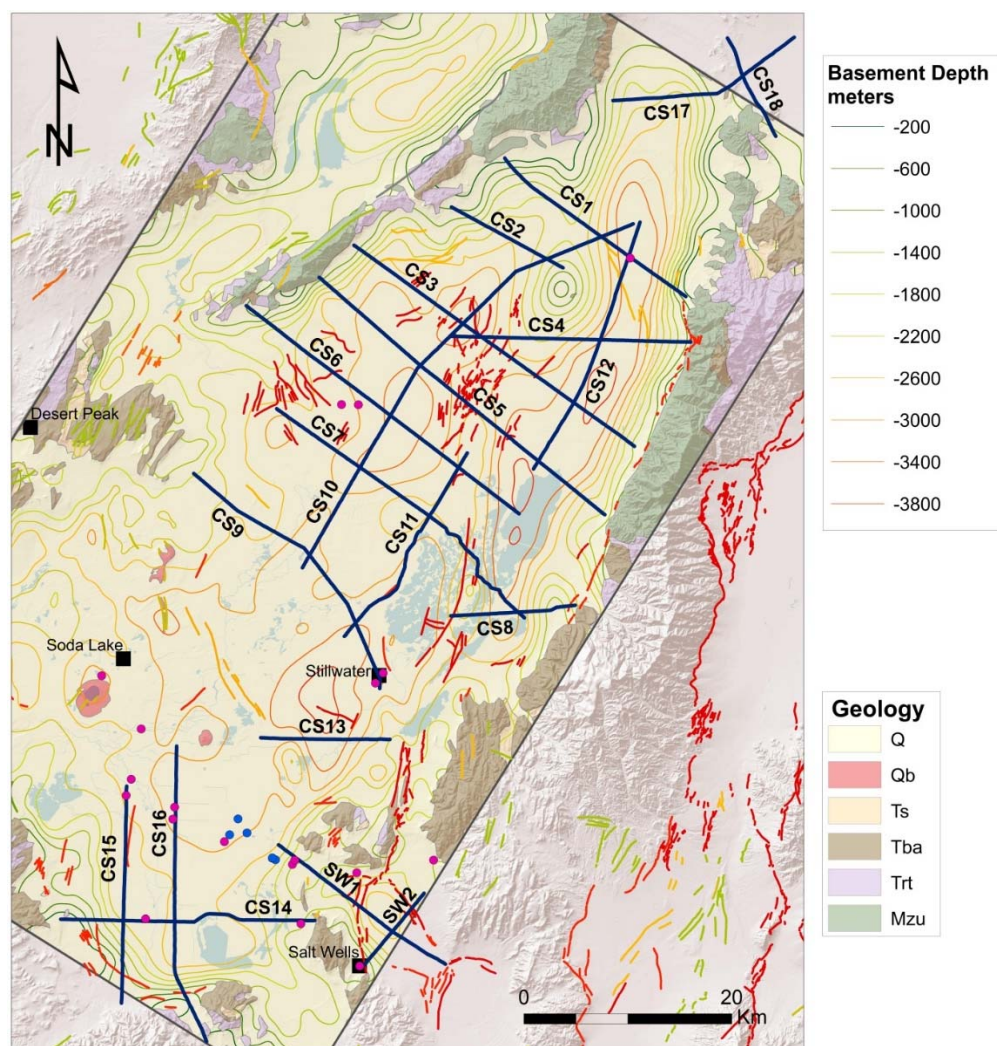 N
CS18
CS17
CS1
CS2
CS3
CS4
CS12
CS6
CS5
CS7
Desert Peak
CS10
CS11
CS9
CS8
Soda Lake
Stillwater
CS13
CS15
CS16
SW1
SW2
CS14
Salt Wells
0
20
Km
Basement Depth
meters
-200
-600
-1000
-1400
-1800
-2200
-2600
-3000
-3400
-3800
Geology
Q
Qb
Ts
Tba
Trt
Mzu